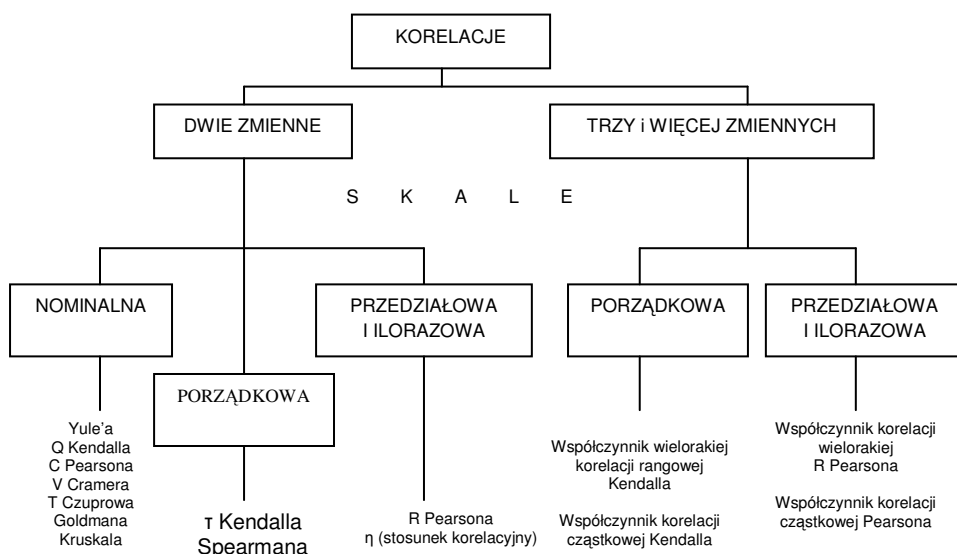 KORELACJE
DWIE ZMIENNE
TRZY i WIĘCEJ ZMIENNYCH
S K A L E
NOMINALNA
PORZĄDKOWA
PRZEDZIAŁOWA
I ILORAZOWA
PORZĄDKOWA
PRZEDZIAŁOWA
I ILORAZOWA
Yule'a
Q Kendalla
C Pearsona
V Cramera
T Czuprowa
Goldmana
Kruskala
τ Kendalla
Spearmana
R Pearsona
η (stosunek korelacyjny)
Współczynnik wielorakiej
korelacji rangowej
Kendalla
Współczynnik korelacji
cząstkowej Kendalla
Współczynnik korelacji
wielorakiej
R Pearsona
Współczynnik korelacji
cząstkowej Pearsona